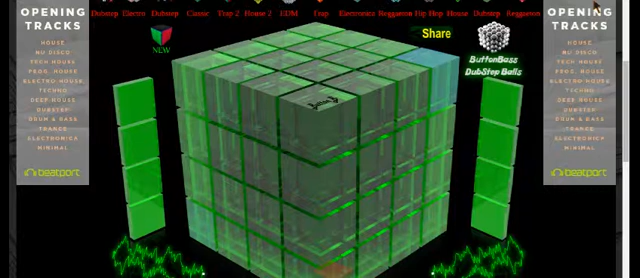 OPENING
TRACKS
HOUSE
NU DISCO
TECH HOUSE
PROG. HOUSE
ELECTRO HOUSE
TECHNO
DEEP HOUSE
DUBSTEP
DRUM & BASS
TRANCE
ELECTRONICA
MINIMAL
beatport
Dubstep Electro Dubstep Classic Trap 2 House 2 EDM Trap Electronica Reggaeton Hip Hop House Dubstep Reggaeton
NEW
Share
ButtonBass
DubStep Balls
OPENING
TRACKS
HOUSE
NU DISCO
TECH HOUSE
PROG. HOUSE
ELECTRO HOUSE
TECHNO
DEEP HOUSE
DUBSTEP
DRUM & BASS
TRANCE
ELECTRONICA
MINIMAL
beatport